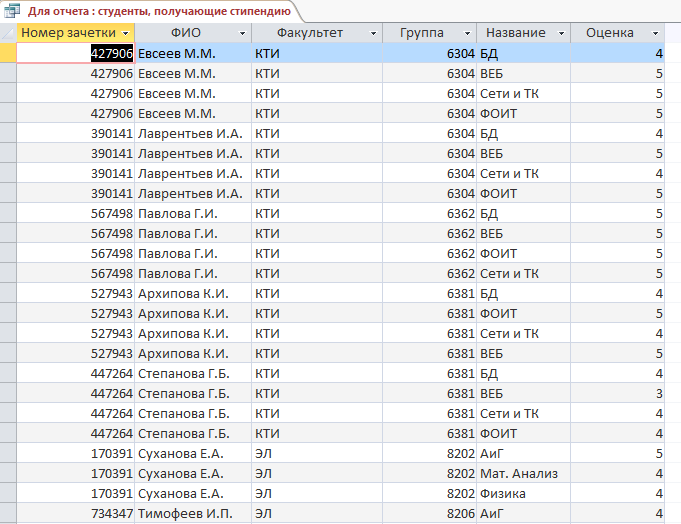 Для отчета : студенты, получающие стипендию
Номер зачетки ФИО Факультет Группа Название Оценка
427906 Евсеев М.М. КТИ 6304 БД 4
427906 Евсеев М.М. КТИ 6304 ВЕБ 5
427906 Евсеев М.М. КТИ 6304 Сети и ТК 5
427906 Евсеев М.М. КТИ 6304 ФОИТ 5
390141 Лаврентьев И.А. КТИ 6304 БД 4
390141 Лаврентьев И.А. КТИ 6304 ВЕБ 5
390141 Лаврентьев И.А. КТИ 6304 Сети и ТК 4
390141 Лаврентьев И.А. КТИ 6304 ФОИТ 5
567498 Павлова Г.И. КТИ 6362 БД 5
567498 Павлова Г.И. КТИ 6362 ВЕБ 5
567498 Павлова Г.И. КТИ 6362 ФОИТ 5
567498 Павлова Г.И. КТИ 6362 Сети и ТК 5
527943 Архипова К.И. КТИ 6381 БД 4
527943 Архипова К.И. КТИ 6381 ФОИТ 5
527943 Архипова К.И. КТИ 6381 Сети и ТК 4
527943 Архипова К.И. КТИ 6381 ВЕБ 5
447264 Степанова Г.Б. КТИ 6381 БД 4
447264 Степанова Г.Б. КТИ 6381 ВЕБ 3
447264 Степанова Г.Б. КТИ 6381 Сети и ТК 4
447264 Степанова Г.Б. КТИ 6381 ФОИТ 4
170391 Суханова Е.А. ЭЛ 8202 АиГ 5
170391 Суханова Е.А. ЭЛ 8202 Мат. Анализ 4
170391 Суханова Е.А. ЭЛ 8202 Физика 4
734347 Тимофеев И.П. ЭЛ 8206 АиГ 4